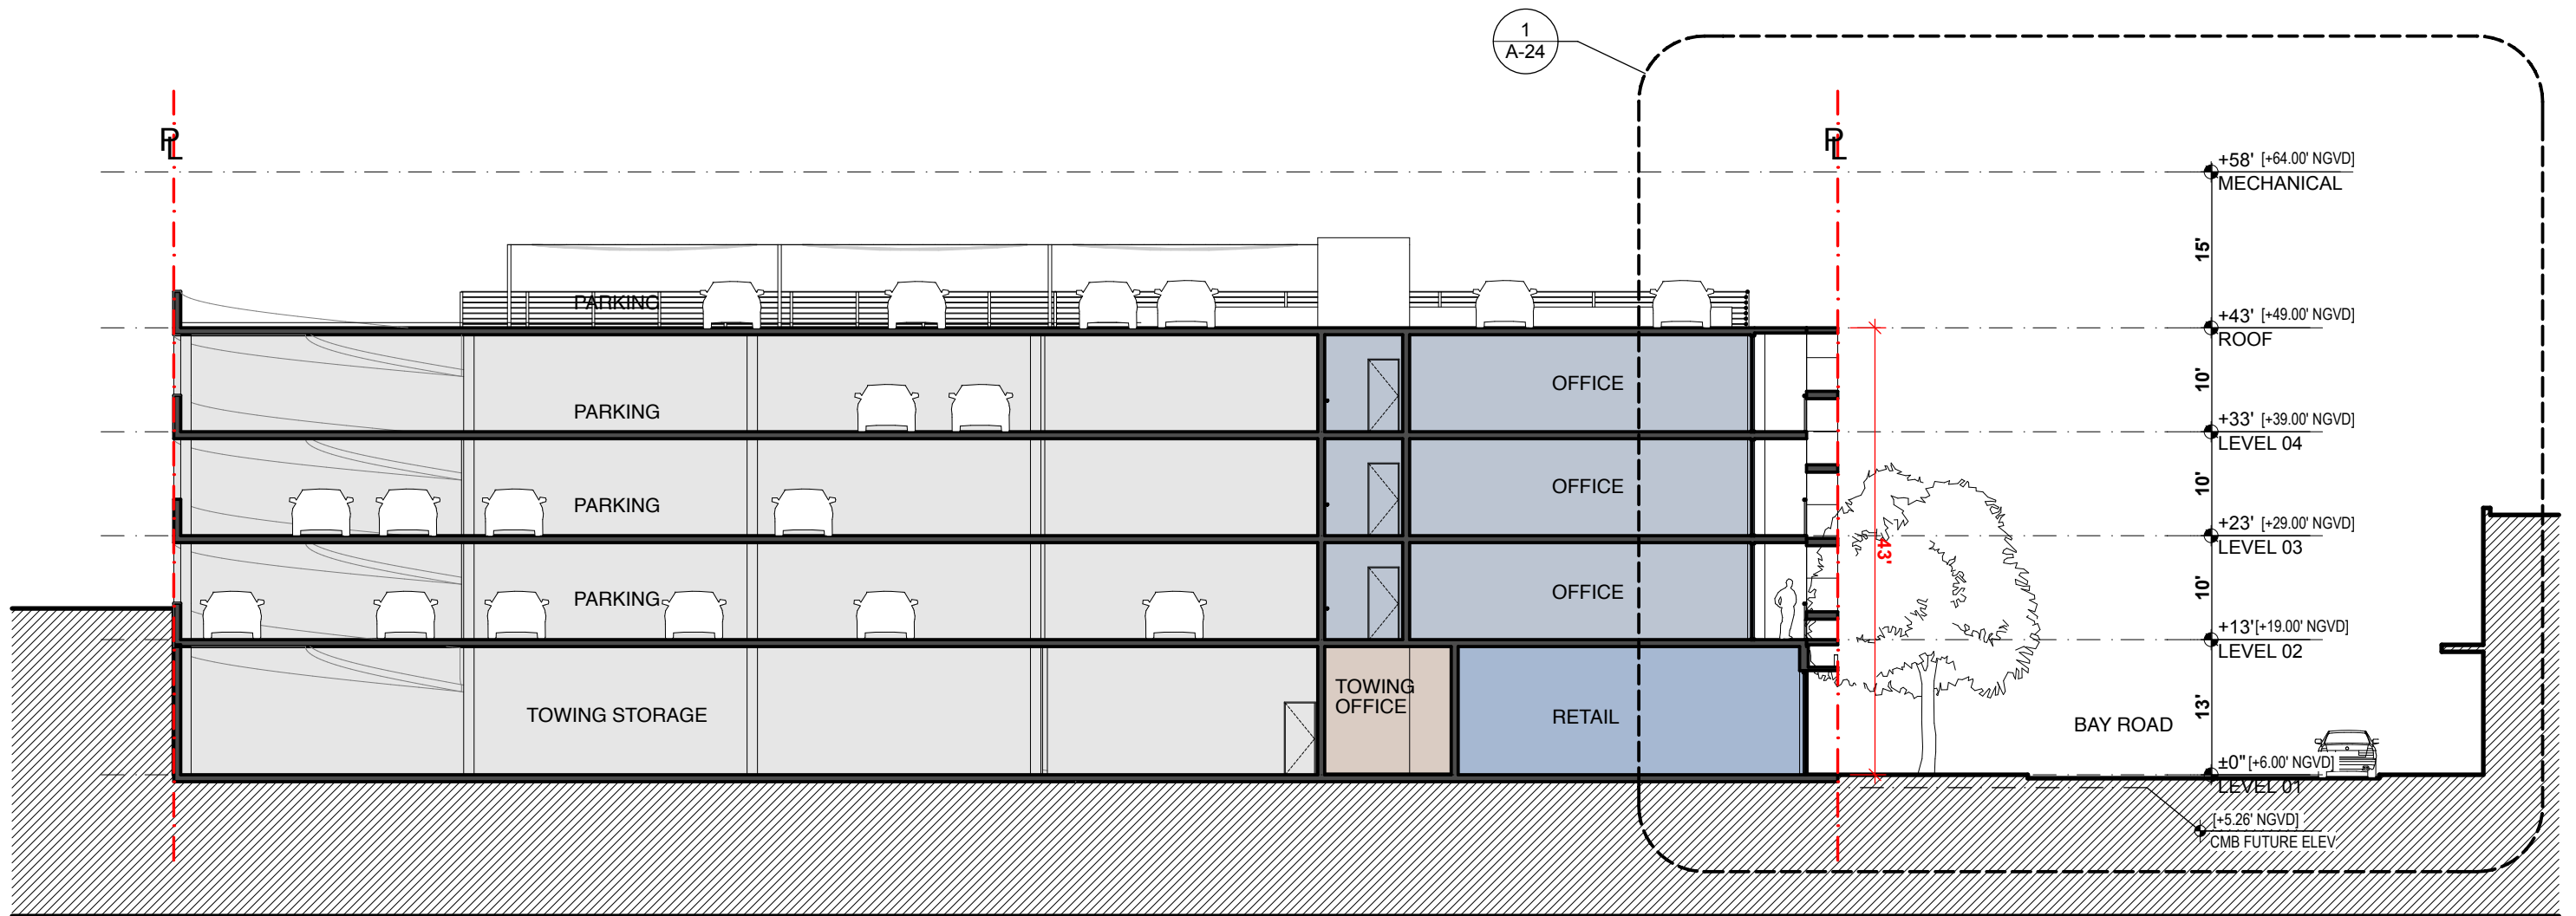 1
A-24
PL
PL
+58' [+64.00' NGVD]
MECHANICAL
15'
PARKING
+43' [+49.00' NGVD]
ROOF
10'
PARKING
OFFICE
+33' [+39.00' NGVD]
LEVEL 04
10'
PARKING
OFFICE
+23' [+29.00' NGVD]
LEVEL 03
43'
10'
PARKING
OFFICE
+13' [+19.00' NGVD]
LEVEL 02
13'
TOWING STORAGE
TOWING
OFFICE
RETAIL
BAY ROAD
±0" [+6.00' NGVD]
LEVEL 01
[+5.26' NGVD]
CMB FUTURE ELEV